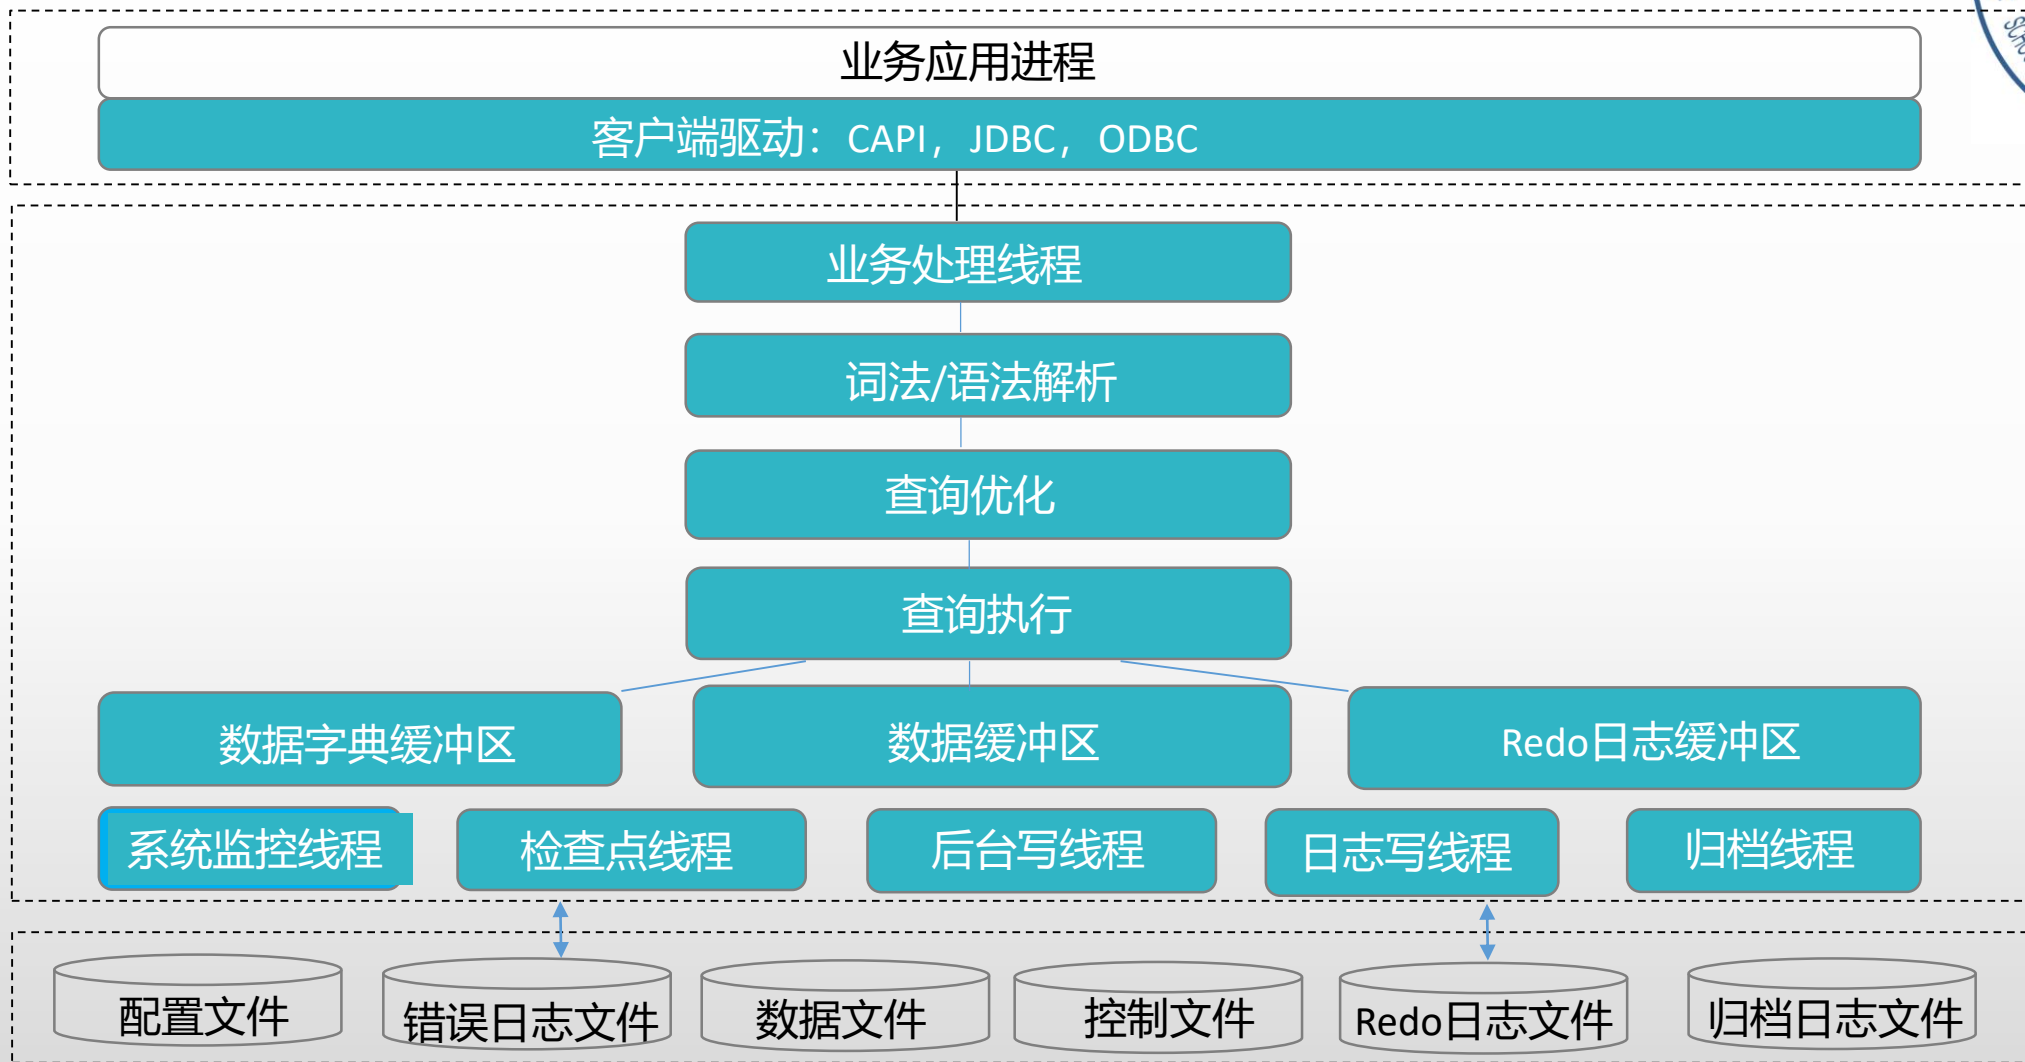 业务应用进程
客户端驱动：CAPI，JDBC，ODBC
业务处理线程
词法/语法解析
查询优化
查询执行
数据字典缓冲区
数据缓冲区
Redo日志缓冲区
系统监控线程
检查点线程
后台写线程
日志写线程
归档线程
配置文件
错误日志文件
数据文件
控制文件
Redo日志文件
归档日志文件